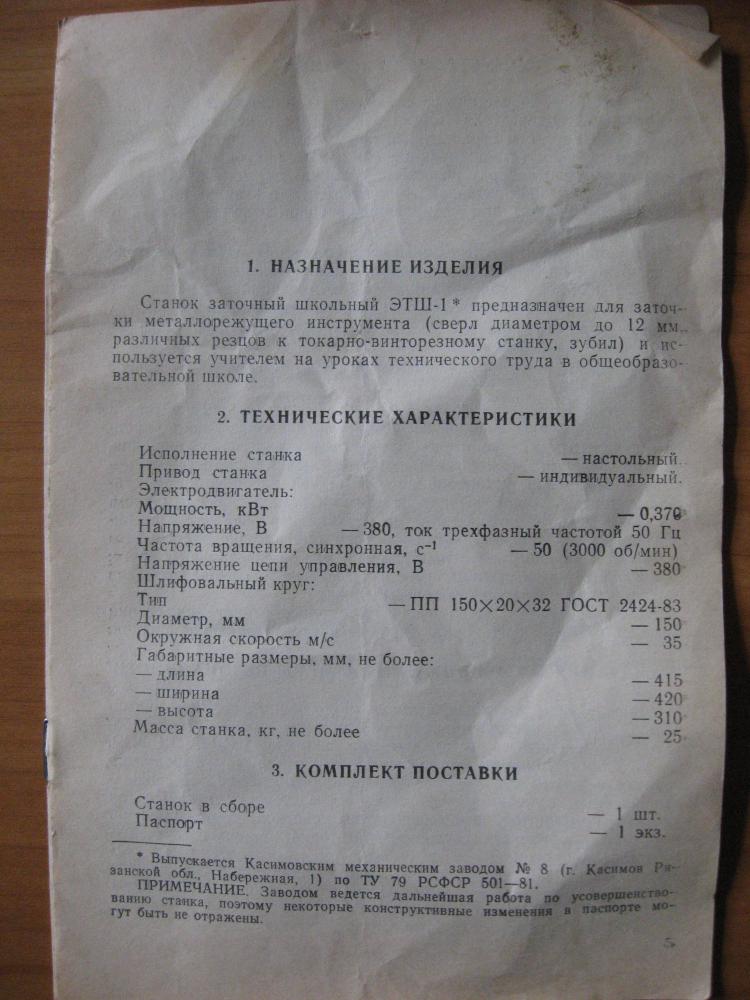 1. НАЗНАЧЕНИЕ ИЗДЕЛИЯ
Станок заточный школьный ЭТШ-1* предназначен для заточ-
ки металлорежущего инструмента (сверл диаметром до 12 мм,
различных резцов к токарно-винторезному станку, зубил) и ис-
пользуется учителем на уроках технического труда в общеобразо-
вательной школе.
2. ТЕХНИЧЕСКИЕ ХАРАКТЕРИСТИКИ
Исполнение станка — настольный.
Привод станка — индивидуальный.
Электродвигатель:
Мощность, кВт — 0,370
Напряжение, В — 380, ток трехфазный частотой 50 Гц
Частота вращения, синхронная, с⁻¹ — 50 (3000 об/мин)
Напряжение цепи управления, В — 380
Шлифовальный круг:
Тип — ПП 150×20×32 ГОСТ 2424-83
Диаметр, мм — 150
Окружная скорость м/с — 35
Габаритные размеры, мм, не более:
— длина — 415
— ширина — 420
— высота — 310
Масса станка, кг, не более — 25
3. КОМПЛЕКТ ПОСТАВКИ
Станок в сборе — 1 шт.
Паспорт — 1 экз.
* Выпускается Касимовским механическим заводом № 8 (г. Касимов Ря-
занской обл., Набережная, 1) по ТУ 79 РСФСР 501—81.
ПРИМЕЧАНИЕ. Заводом ведется дальнейшая работа по усовершенство-
ванию станка, поэтому некоторые конструктивные изменения в паспорте мо-
гут быть не отражены.
5